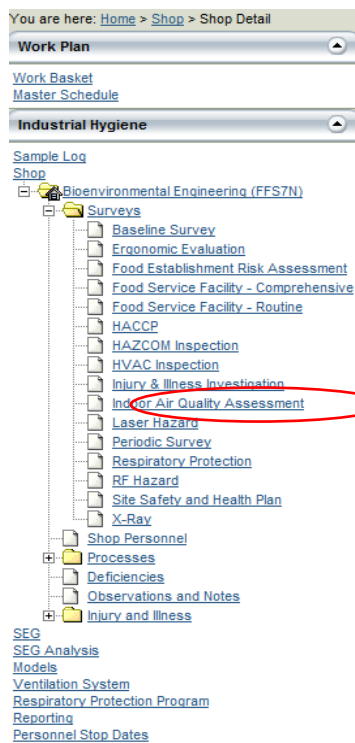 You are here: Home > Shop > Shop Detail
Work Plan
Work Basket
Master Schedule
Industrial Hygiene
Sample Log
Shop
Bioenvironmental Engineering (FFS7N)
Surveys
Baseline Survey
Ergonomic Evaluation
Food Establishment Risk Assessment
Food Service Facility - Comprehensive
Food Service Facility - Routine
HACCP
HAZCOM Inspection
HVAC Inspection
Injury & Illness Investigation
Indoor Air Quality Assessment
Laser Hazard
Periodic Survey
Respiratory Protection
RF Hazard
Site Safety and Health Plan
X-Ray
Shop Personnel
Processes
Deficiencies
Observations and Notes
Injury and Illness
SEG
SEG Analysis
Models
Ventilation System
Respiratory Protection Program
Reporting
Personnel Stop Dates